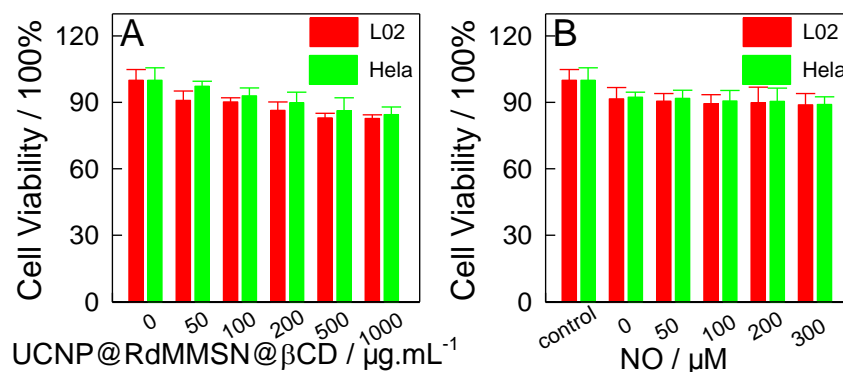 A
L02
Hela
Cell Viability / 100%
120
90
60
30
0
0 50 100 200 500 1000
UCNP@RdMMSN@βCD / µg.mL⁻¹
B
L02
Hela
Cell Viability / 100%
120
90
60
30
0
control 0 50 100 200 300
NO / µM